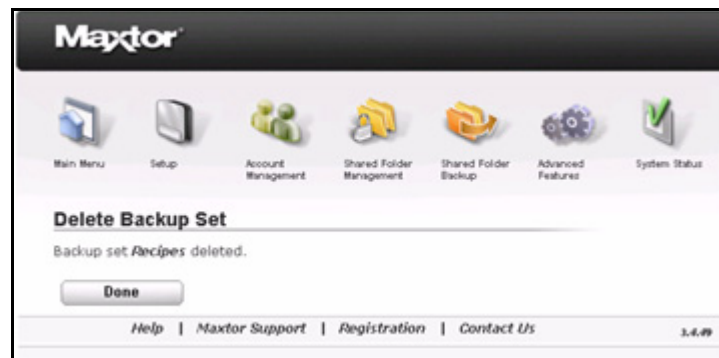 Maxtor
Main Menu
Setup
Account Management
Shared Folder Management
Shared Folder Backup
Advanced Features
System Status
Delete Backup Set
Backup set Recipes deleted.
Done
Help | Maxtor Support | Registration | Contact Us